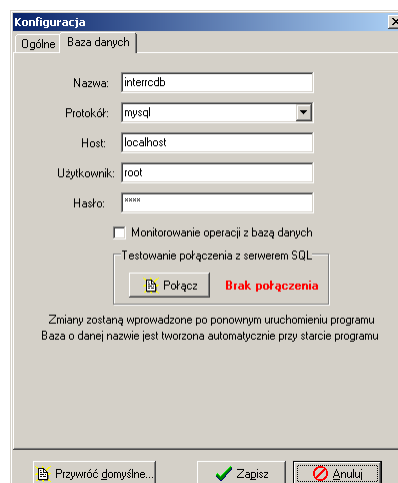 Konfiguracja
Ogólne Baza danych
Nazwa: interrcdb
Protokół: mysql
Host: localhost
Użytkownik: root
Hasło: ****
Monitorowanie operacji z bazą danych
Testowanie połączenia z serwerem SQL
Połącz Brak połączenia
Zmiany zostaną wprowadzone po ponownym uruchomieniu programu
Baza o danej nazwie jest tworzona automatycznie przy starcie programu
Przywróć domyślne... Zapisz Anuluj